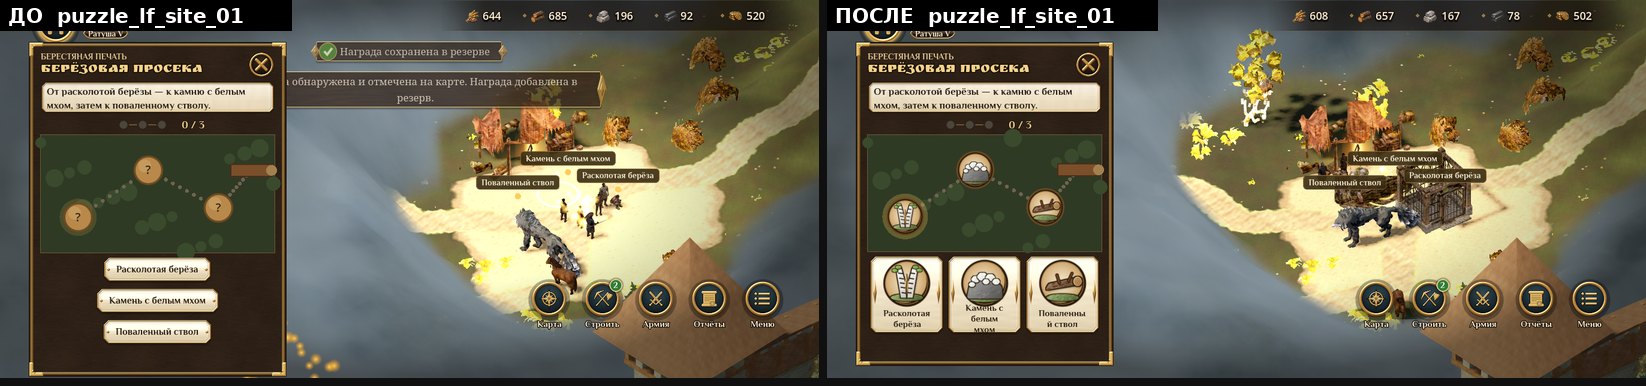 ДО puzzle_lf_site_01
644
685
196
92
520
Ратуша V
Награда сохранена в резерве
обнаружена и отмечена на карте. Награда добавлена в
резерв.
БЕРЕСТЯНАЯ ПЕЧАТЬ
БЕРЁЗОВАЯ ПРОСЕКА
От расколотой берёзы — к камню с белым
мхом, затем к поваленному стволу.
0 / 3
?
?
?
Расколотая берёза
Камень с белым мхом
Поваленный ствол
Камень с белым мхом
Расколотая берёза
Поваленный ствол
2
Карта
Строить
Армия
Отчёты
Меню
ПОСЛЕ puzzle_lf_site_01
608
657
167
78
502
Ратуша V
БЕРЕСТЯНАЯ ПЕЧАТЬ
БЕРЁЗОВАЯ ПРОСЕКА
От расколотой берёзы — к камню с белым
мхом, затем к поваленному стволу.
0 / 3
Расколотая
берёза
Камень с
белым
мхом
Поваленны
й ствол
Камень с белым мхом
Расколотая берёза
Поваленный ствол
2
Карта
Строить
Армия
Отчёты
Меню